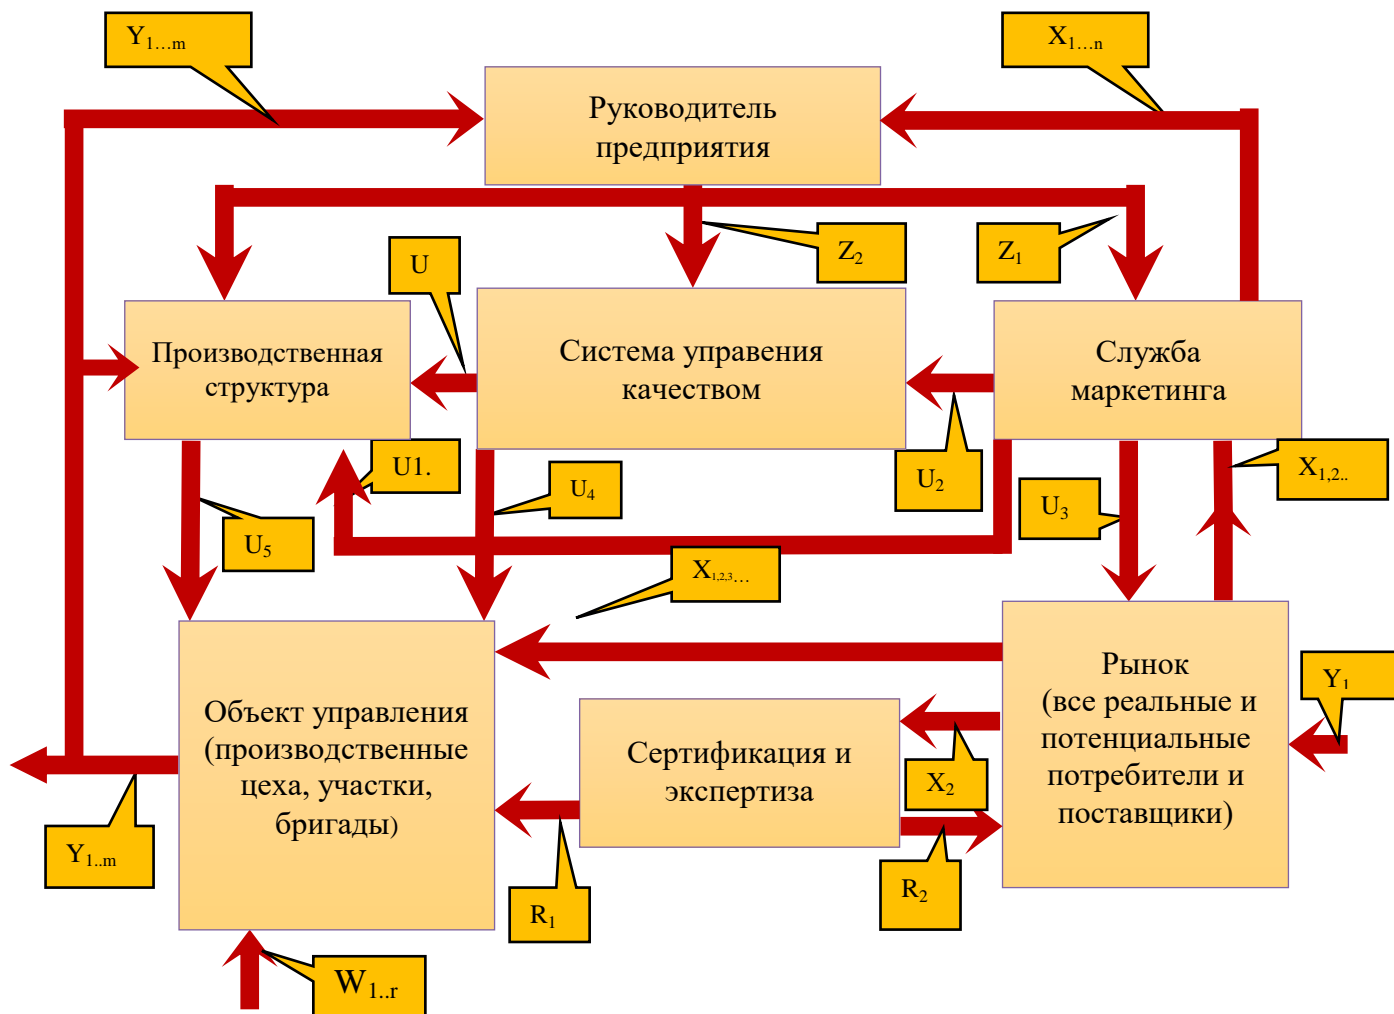 Y1...m
X1...n
Руководитель
предприятия
Z2
Z1
U
Производственная
структура
Система управения
качеством
Служба
маркетинга
U1.
U4
U2
U3
X1,2..
U5
X1,2,3...
Объект управления
(производственные
цеха, участки,
бригады)
Сертификация и
экспертиза
Рынок
(все реальные и
потенциальные
потребители и
поставщики)
Y1
X2
Y1..m
R1
R2
W1..r